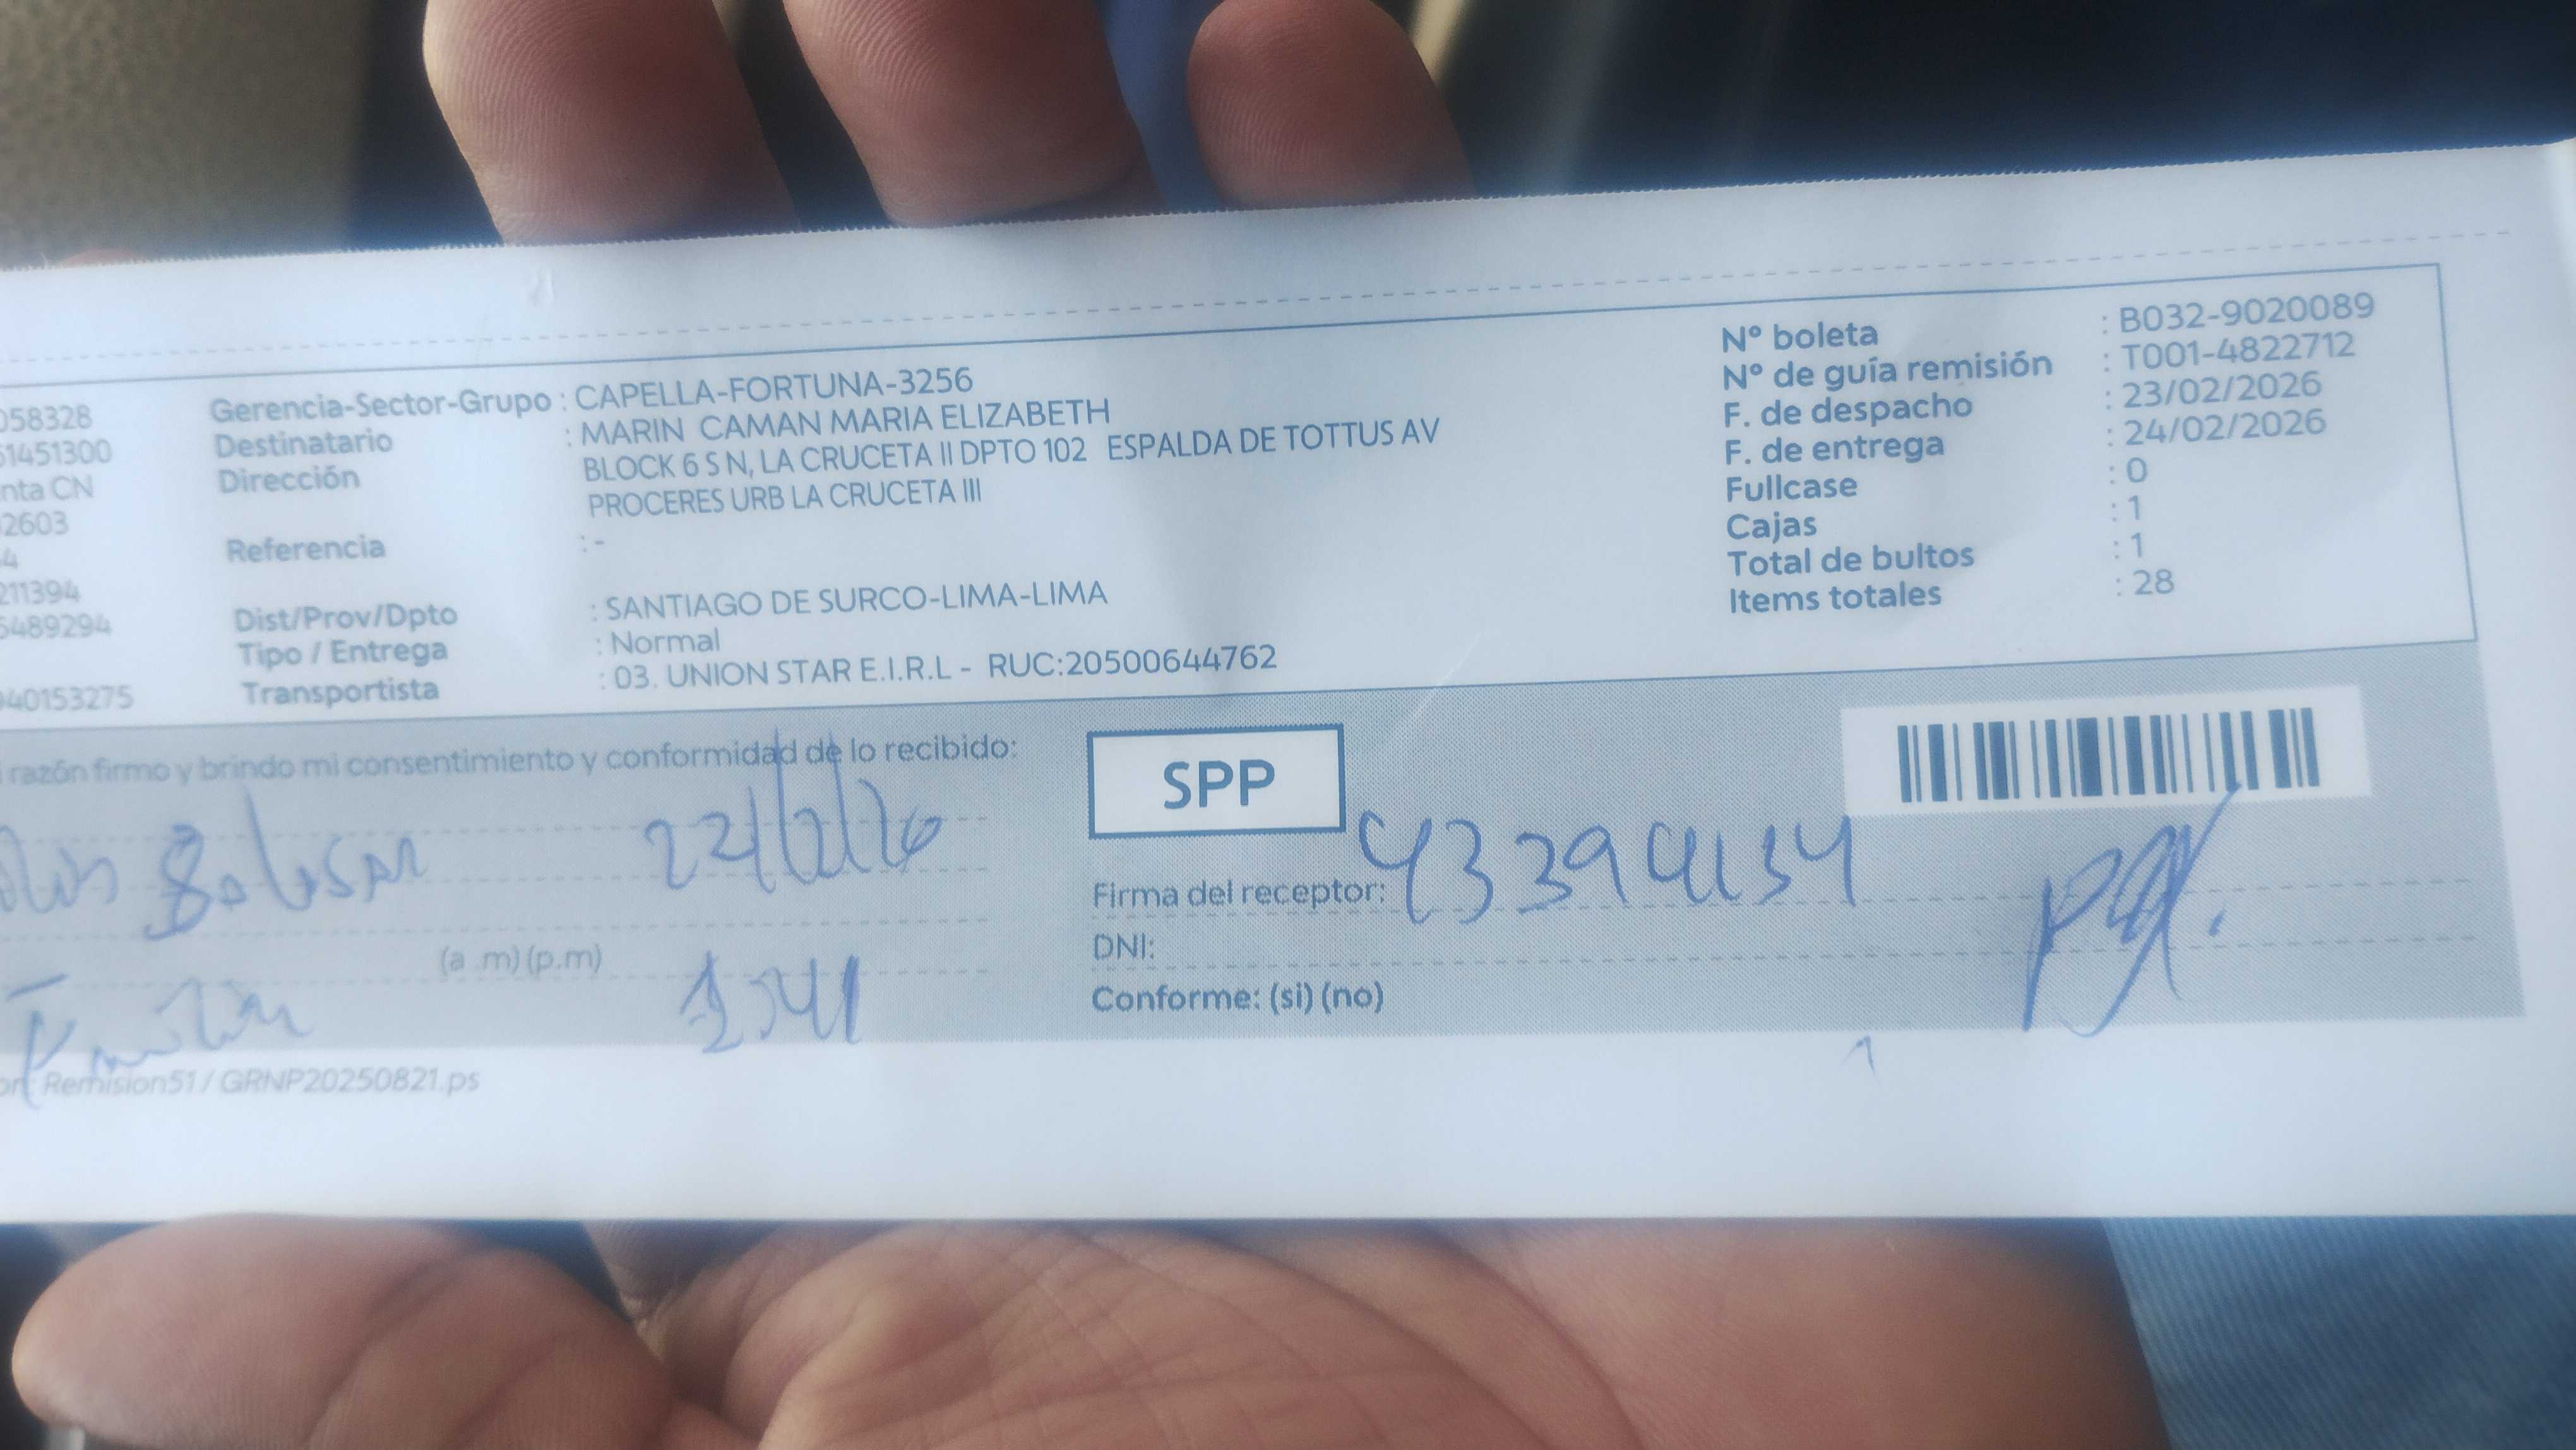 058328
51451300
nta CN
2603
4
211394
5489294
940153275
Gerencia-Sector-Grupo : CAPELLA-FORTUNA-3256
Destinatario : MARIN CAMAN MARIA ELIZABETH
Dirección BLOCK 6 S N, LA CRUCETA II DPTO 102 ESPALDA DE TOTTUS AV
PROCERES URB LA CRUCETA III
Referencia : -
Dist/Prov/Dpto : SANTIAGO DE SURCO-LIMA-LIMA
Tipo / Entrega : Normal
Transportista : 03. UNION STAR E.I.R.L - RUC:20500644762
Nº boleta : B032-9020089
Nº de guía remisión : T001-4822712
F. de despacho : 23/02/2026
F. de entrega : 24/02/2026
Fullcase : 0
Cajas : 1
Total de bultos : 1
Items totales : 28
razón firmo y brindo mi consentimiento y conformidad de lo recibido:
(a .m) (p.m)
SPP
Firma del receptor:
DNI:
Conforme: (si) (no)
Remision51 / GRNP20250821.ps